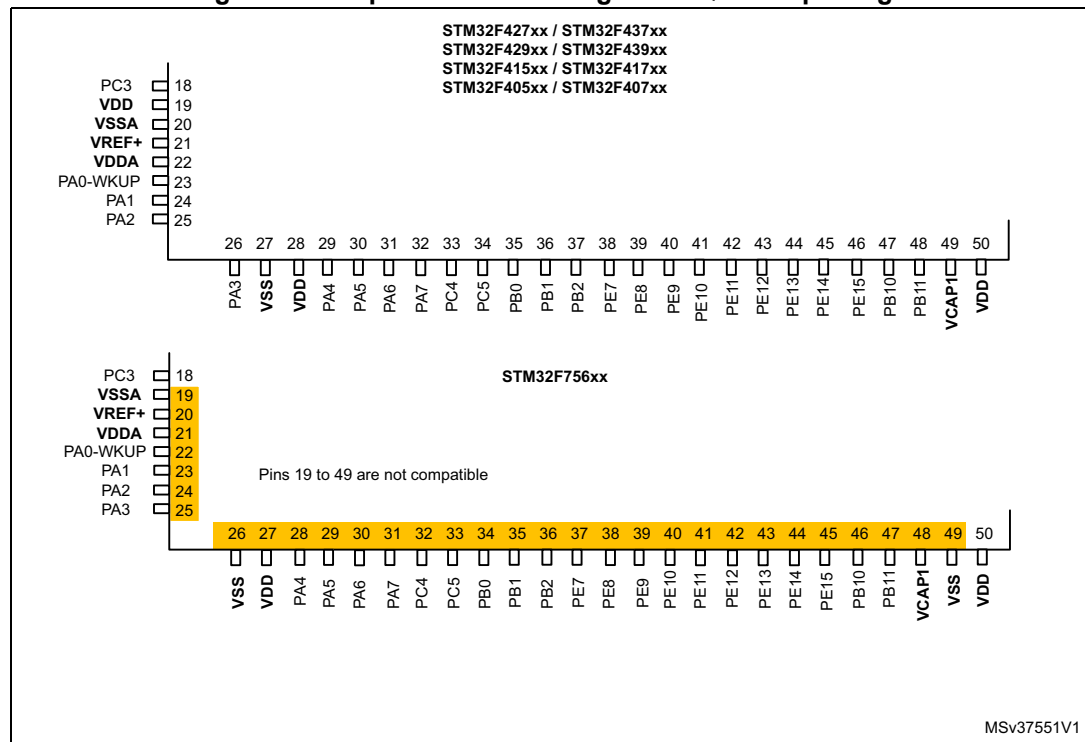 STM32F427xx / STM32F437xx
STM32F429xx / STM32F439xx
STM32F415xx / STM32F417xx
STM32F405xx / STM32F407xx
PC3 18
VDD 19
VSSA 20
VREF+ 21
VDDA 22
PA0-WKUP 23
PA1 24
PA2 25
26 27 28 29 30 31 32 33 34 35 36 37 38 39 40 41 42 43 44 45 46 47 48 49 50
PA3 VSS VDD PA4 PA5 PA6 PA7 PC4 PC5 PB0 PB1 PB2 PE7 PE8 PE9 PE10 PE11 PE12 PE13 PE14 PE15 PB10 PB11 VCAP1 VDD
STM32F756xx
PC3 18
VSSA 19
VREF+ 20
VDDA 21
PA0-WKUP 22
PA1 23
PA2 24
PA3 25
Pins 19 to 49 are not compatible
26 27 28 29 30 31 32 33 34 35 36 37 38 39 40 41 42 43 44 45 46 47 48 49 50
VSS VDD PA4 PA5 PA6 PA7 PC4 PC5 PB0 PB1 PB2 PE7 PE8 PE9 PE10 PE11 PE12 PE13 PE14 PE15 PB10 PB11 VCAP1 VSS VDD
MSv37551V1